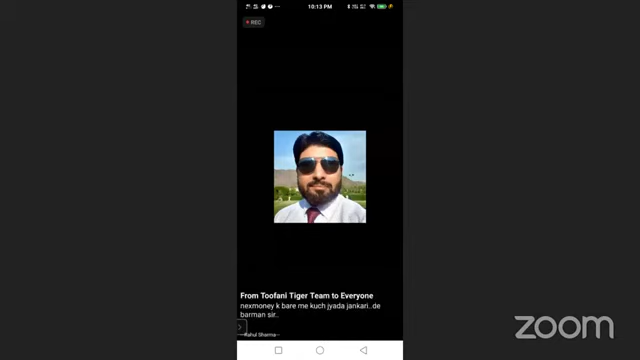 10:13 PM
REC
From Toofani Tiger Team to Everyone
nexmoney k bare me kuch jyada jankari..de
barman sir..
Rahul Sharma
zoom